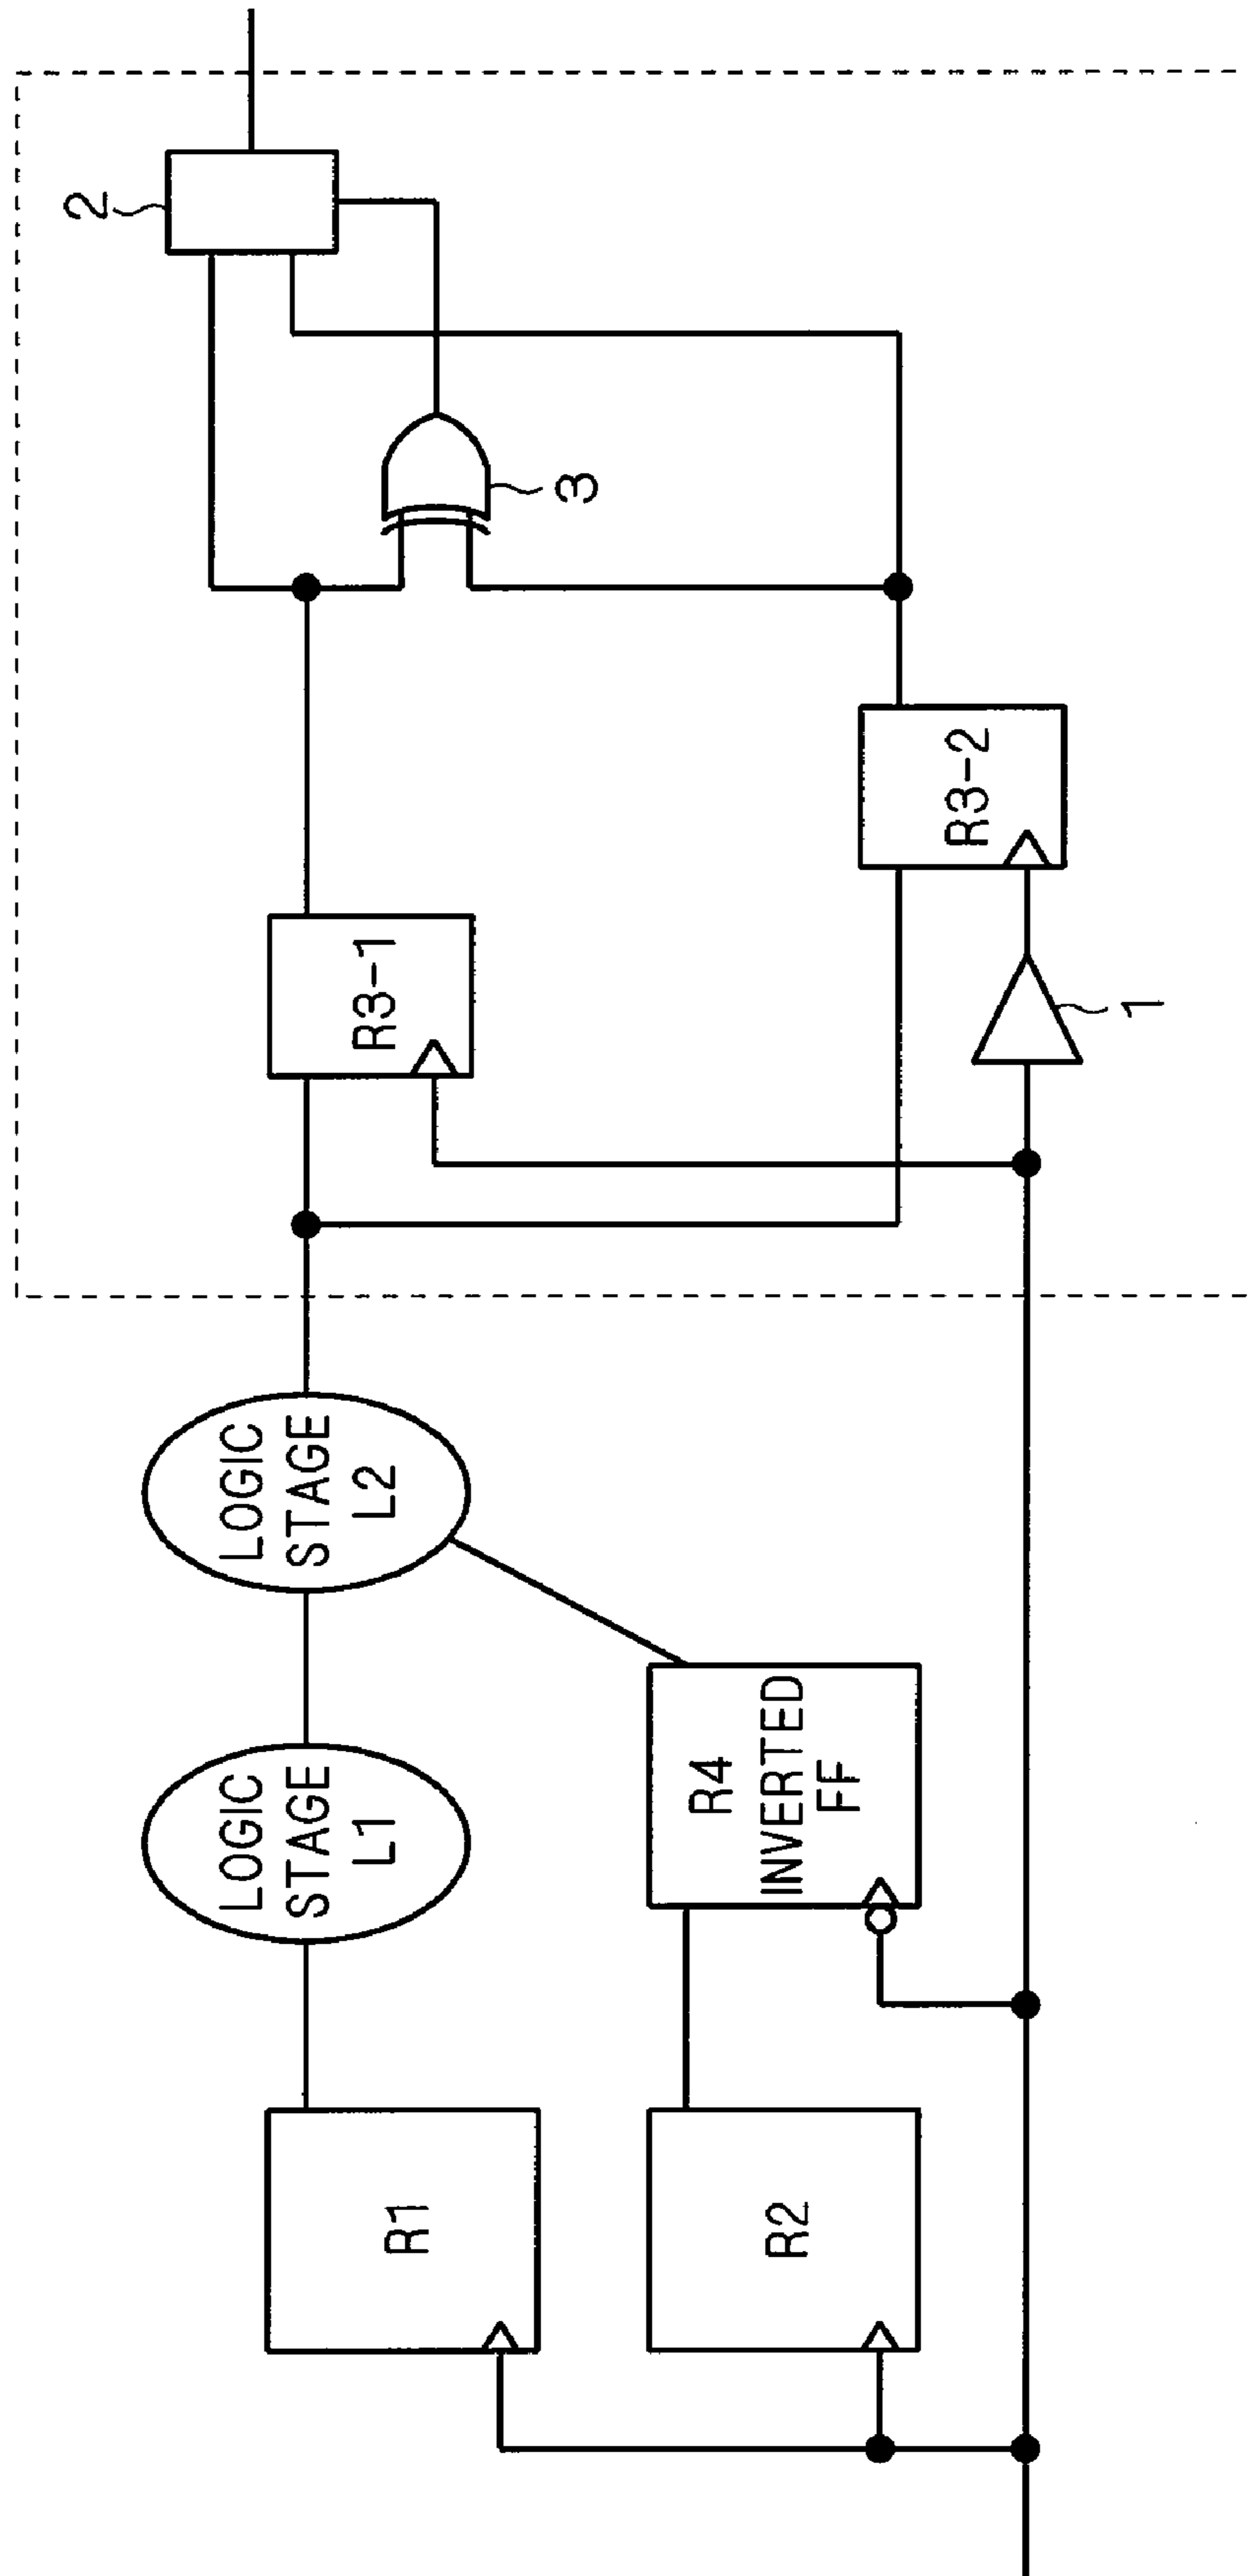 R1
LOGIC
STAGE
L1
LOGIC
STAGE
L2
R3-1
2
3
R2
R4
INVERTED
FF
R3-2
1